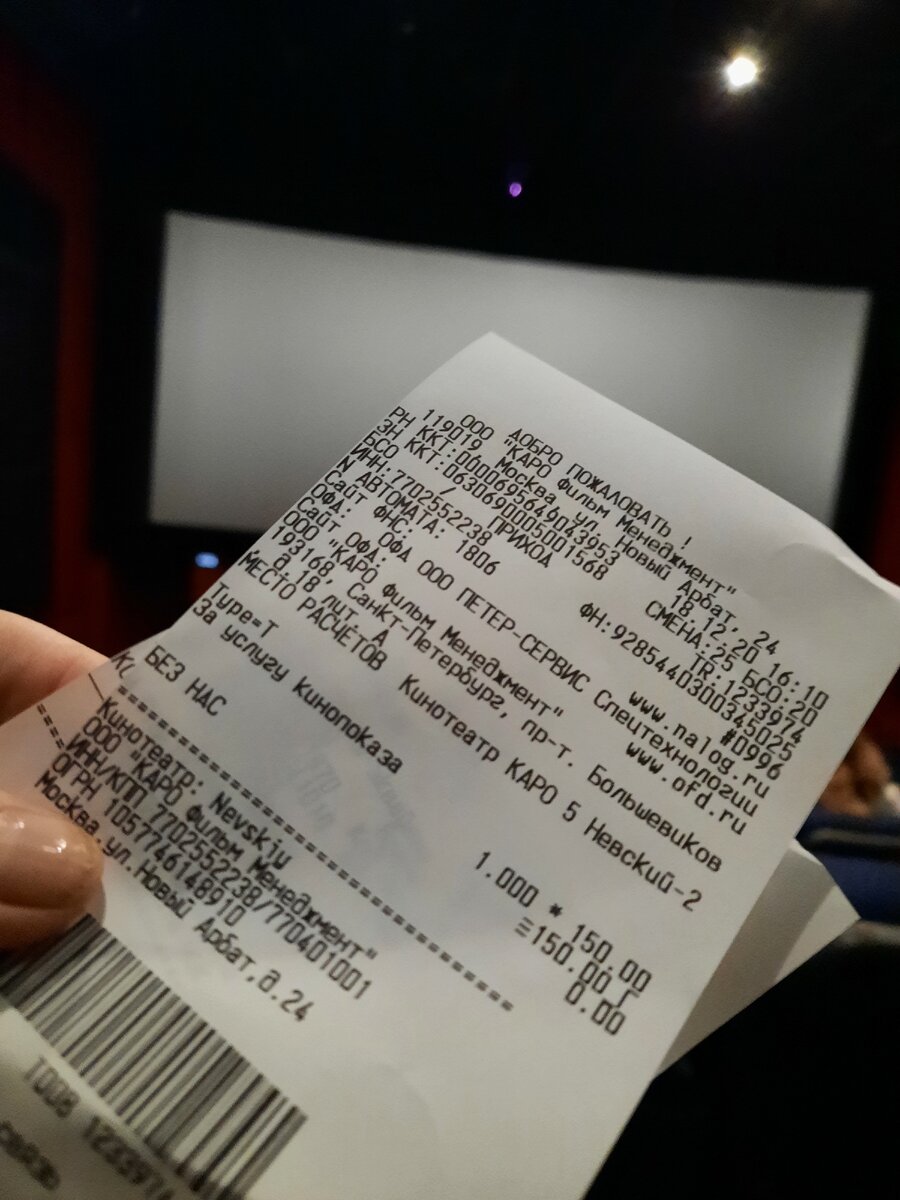 ДОБРО ПОЖАЛОВАТЬ !
ООО "КАРО Фильм Менеджмент"
119019 Москва ул. Новый Арбат, 24
РН ККТ:0000695649043953 18.12.20 16:10
ЗН ККТ:0630690005001568 СМЕНА:25 БСО:20
БСО / ПРИХОД TR:1233974
ИНН:7702552238 ФН:9285440300345025
N АВТОМАТА: 1806 #0996
Сайт ФНС: www.nalog.ru
ОФД: ООО ПЕТЕР-СЕРВИС Спецтехнологии
Сайт ОФД: www.ofd.ru
ООО "КАРО Фильм Менеджмент"
193168, Санкт-Петербург, пр-т. Большевиков
д.18 лит А
МЕСТО РАСЧЕТОВ Кинотеатр КАРО 5 Невский-2
Type=T
За услугу кинопоказа
1.000 * 150.00
≡150.00 Г
БЕЗ НАС 0.00
Кинотеатр: Nevskiy
ООО "КАРО Фильм Менеджмент"
ИНН/КПП 7702552238/770401001
ОГРН 1057746148910
Москва.ул.Новый Арбат,д.24